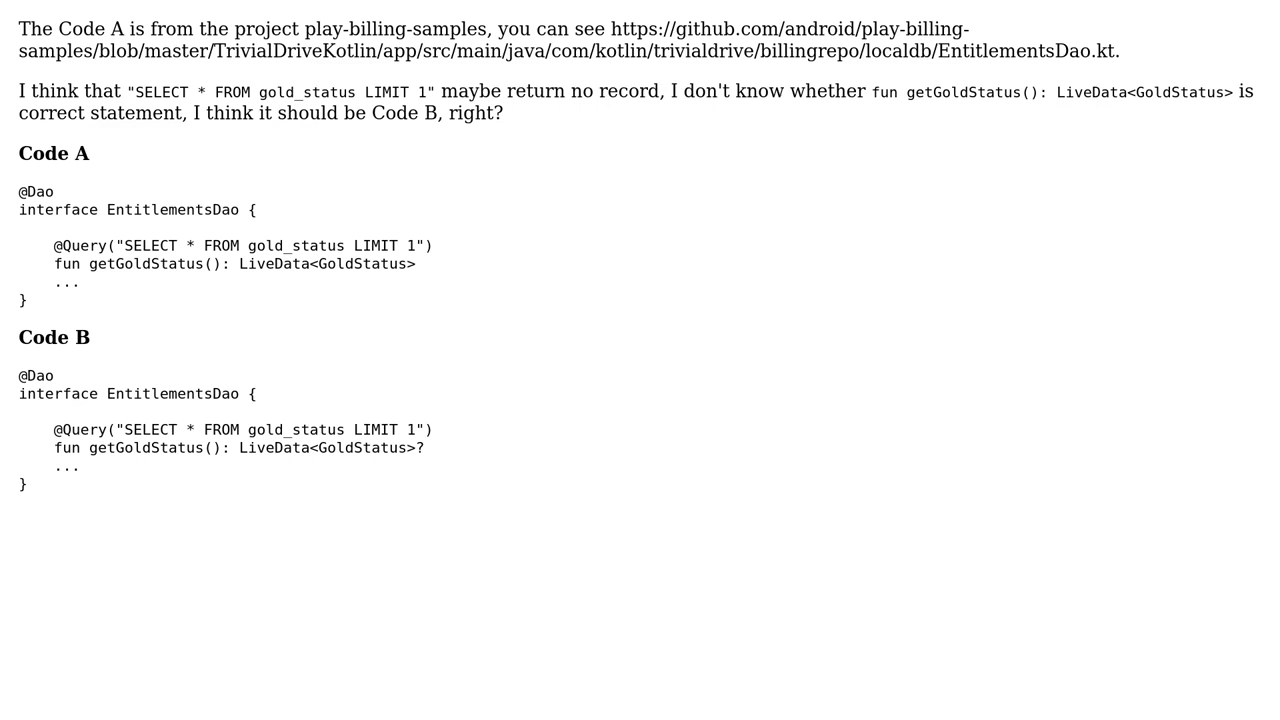 The Code A is from the project play-billing-samples, you can see https://github.com/android/play-billing-
samples/blob/master/TrivialDriveKotlin/app/src/main/java/com/kotlin/trivialdrive/billingrepo/localdb/EntitlementsDao.kt.
I think that "SELECT * FROM gold_status LIMIT 1" maybe return no record, I don't know whether fun getGoldStatus(): LiveData<GoldStatus> is
correct statement, I think it should be Code B, right?
Code A
@Dao
interface EntitlementsDao {
    @Query("SELECT * FROM gold_status LIMIT 1")
    fun getGoldStatus(): LiveData<GoldStatus>
    ...
}
Code B
@Dao
interface EntitlementsDao {
    @Query("SELECT * FROM gold_status LIMIT 1")
    fun getGoldStatus(): LiveData<GoldStatus>?
    ...
}